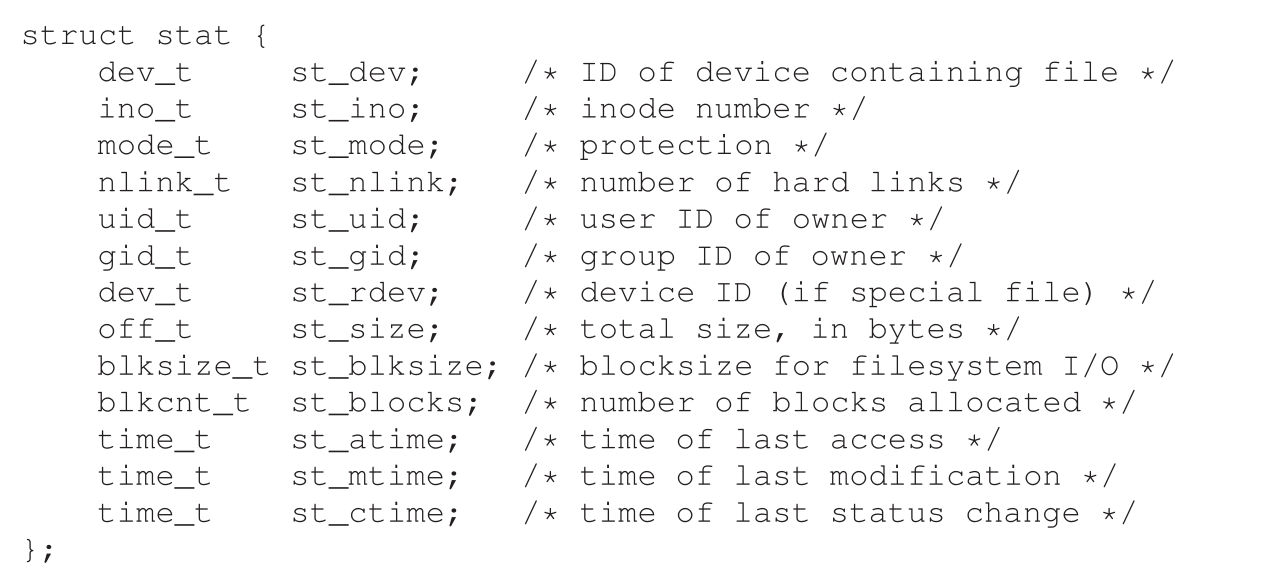 struct stat {
    dev_t     st_dev;     /* ID of device containing file */
    ino_t     st_ino;     /* inode number */
    mode_t    st_mode;    /* protection */
    nlink_t   st_nlink;   /* number of hard links */
    uid_t     st_uid;     /* user ID of owner */
    gid_t     st_gid;     /* group ID of owner */
    dev_t     st_rdev;    /* device ID (if special file) */
    off_t     st_size;    /* total size, in bytes */
    blksize_t st_blksize; /* blocksize for filesystem I/O */
    blkcnt_t  st_blocks;  /* number of blocks allocated */
    time_t    st_atime;   /* time of last access */
    time_t    st_mtime;   /* time of last modification */
    time_t    st_ctime;   /* time of last status change */
};